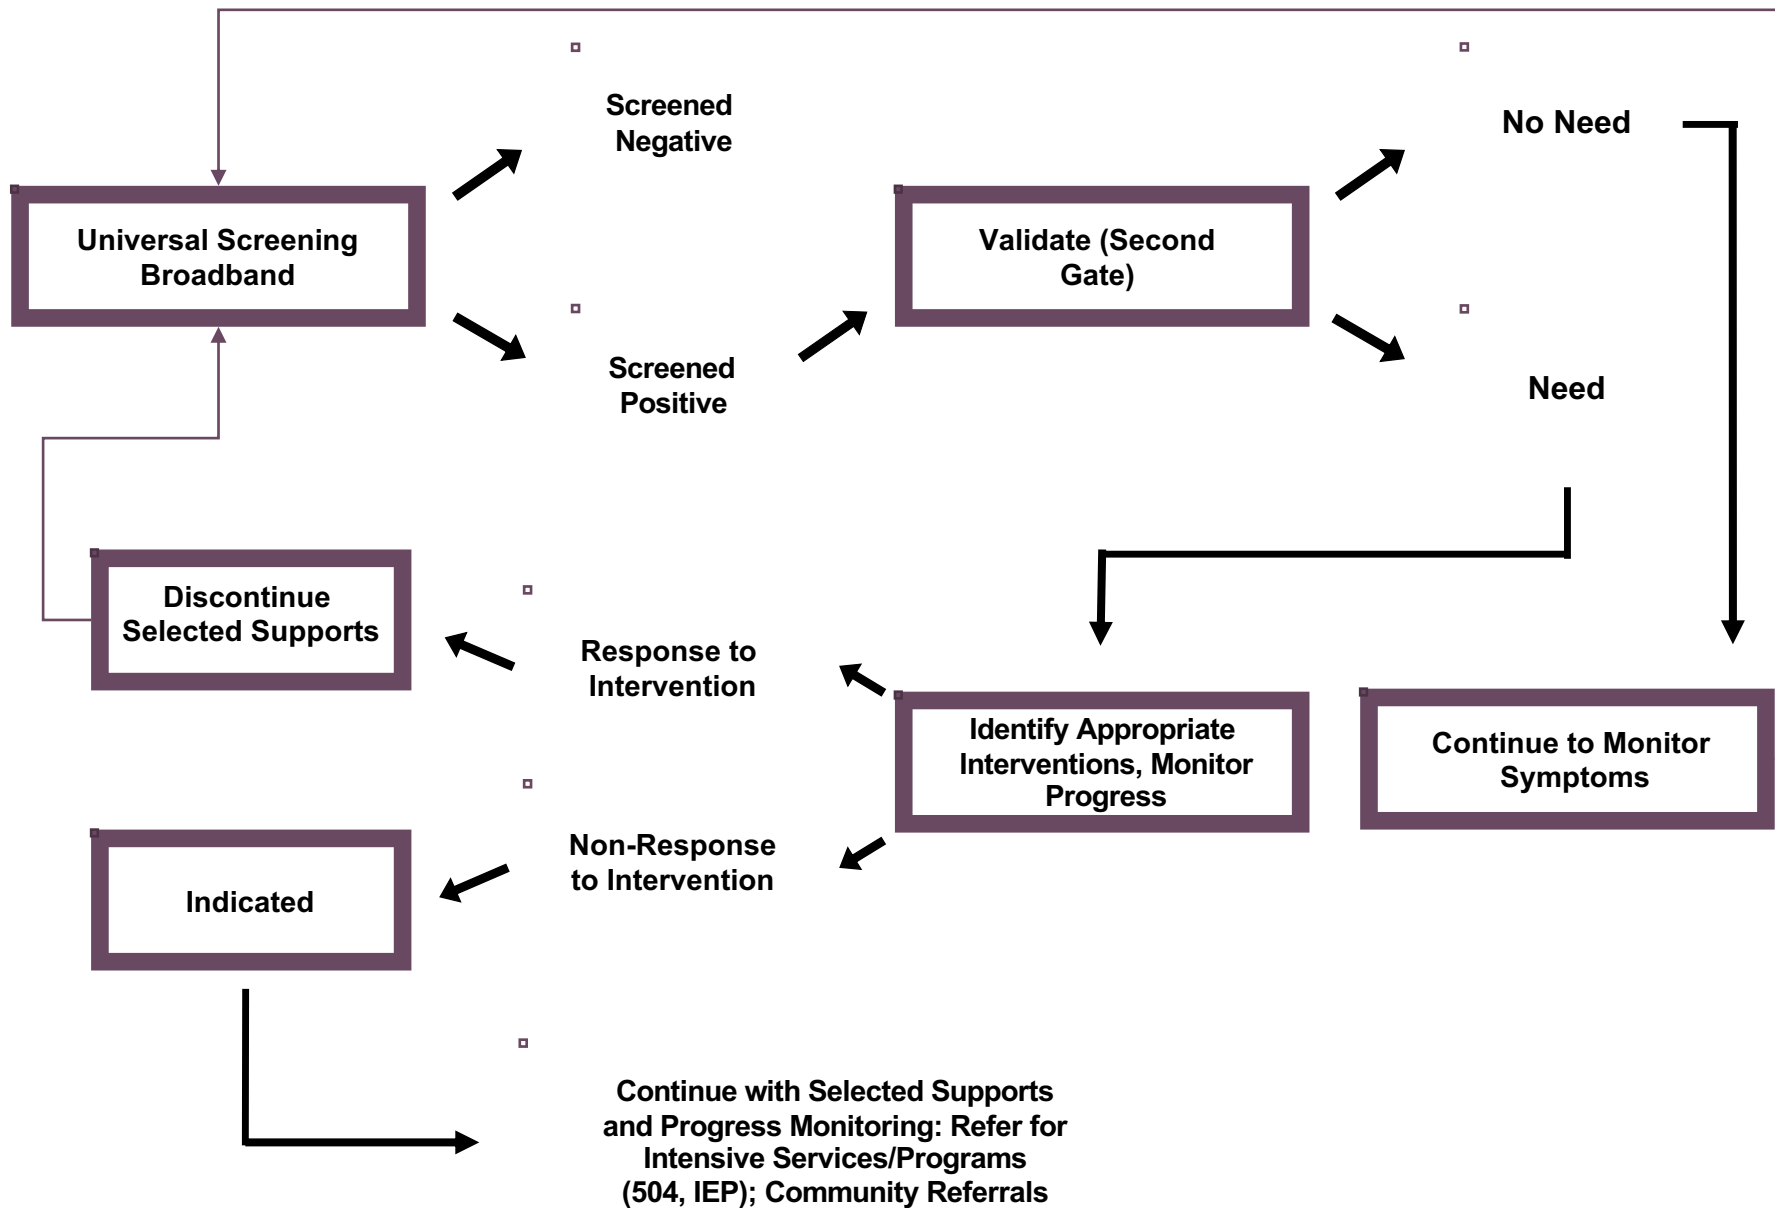 Screened
Negative
No Need
Universal Screening
Broadband
Validate (Second
Gate)
Screened
Positive
Need
Discontinue
Selected Supports
Response to
Intervention
Identify Appropriate
Interventions, Monitor
Progress
Continue to Monitor
Symptoms
Non-Response
to Intervention
Indicated
Continue with Selected Supports
and Progress Monitoring: Refer for
Intensive Services/Programs
(504, IEP); Community Referrals